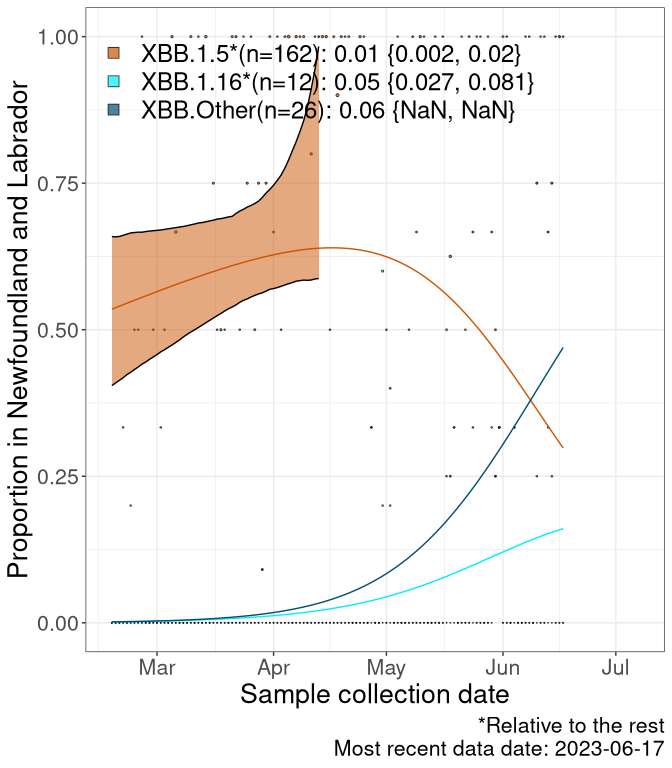 1.00
XBB.1.5*(n=162): 0.01 {0.002, 0.02}
XBB.1.16*(n=12): 0.05 {0.027, 0.081}
XBB.Other(n=26): 0.06 {NaN, NaN}
0.75
0.50
0.25
0.00
Proportion in Newfoundland and Labrador
Mar Apr May Jun Jul
Sample collection date
*Relative to the rest
Most recent data date: 2023-06-17